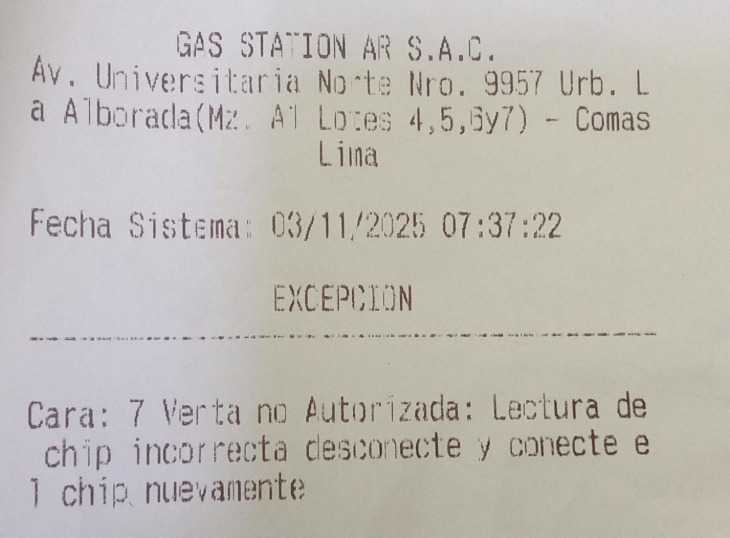 GAS STATION AR S.A.C.
Av. Universitaria Norte Nro. 9957 Urb. L
a Alborada(Mz. A1 Lotes 4,5,6y7) - Comas
Lima
Fecha Sistema: 03/11/2025 07:37:22
EXCEPCION
Cara: 7 Venta no Autorizada: Lectura de
chip incorrecta desconecte y conecte e
l chip nuevamente